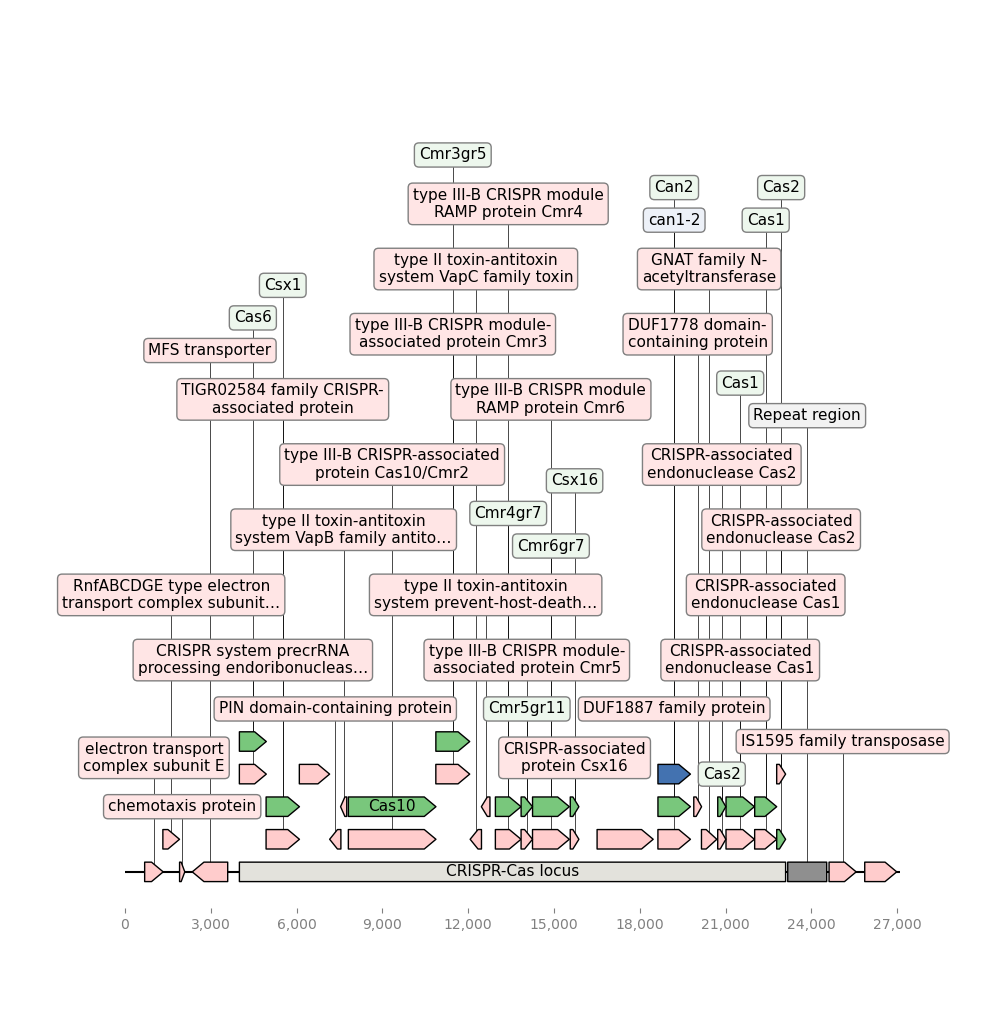 Cmr3gr5
Can2
Cas2
type III-B CRISPR module
RAMP protein Cmr4
can1-2
Cas1
type II toxin-antitoxin
system VapC family toxin
GNAT family N-
acetyltransferase
Csx1
Cas6
type III-B CRISPR module-
associated protein Cmr3
DUF1778 domain-
containing protein
MFS transporter
TIGR02584 family CRISPR-
associated protein
type III-B CRISPR module
RAMP protein Cmr6
Cas1
Repeat region
type III-B CRISPR-associated
protein Cas10/Cmr2
CRISPR-associated
endonuclease Cas2
Csx16
Cmr4gr7
type II toxin-antitoxin
system VapB family antito…
CRISPR-associated
endonuclease Cas2
Cmr6gr7
RnfABCDGE type electron
transport complex subunit…
type II toxin-antitoxin
system prevent-host-death…
CRISPR-associated
endonuclease Cas1
CRISPR system precrRNA
processing endoribonucleas…
type III-B CRISPR module-
associated protein Cmr5
CRISPR-associated
endonuclease Cas1
PIN domain-containing protein
Cmr5gr11
DUF1887 family protein
IS1595 family transposase
electron transport
complex subunit E
CRISPR-associated
protein Csx16
Cas2
chemotaxis protein
Cas10
CRISPR-Cas locus
0
3,000
6,000
9,000
12,000
15,000
18,000
21,000
24,000
27,000